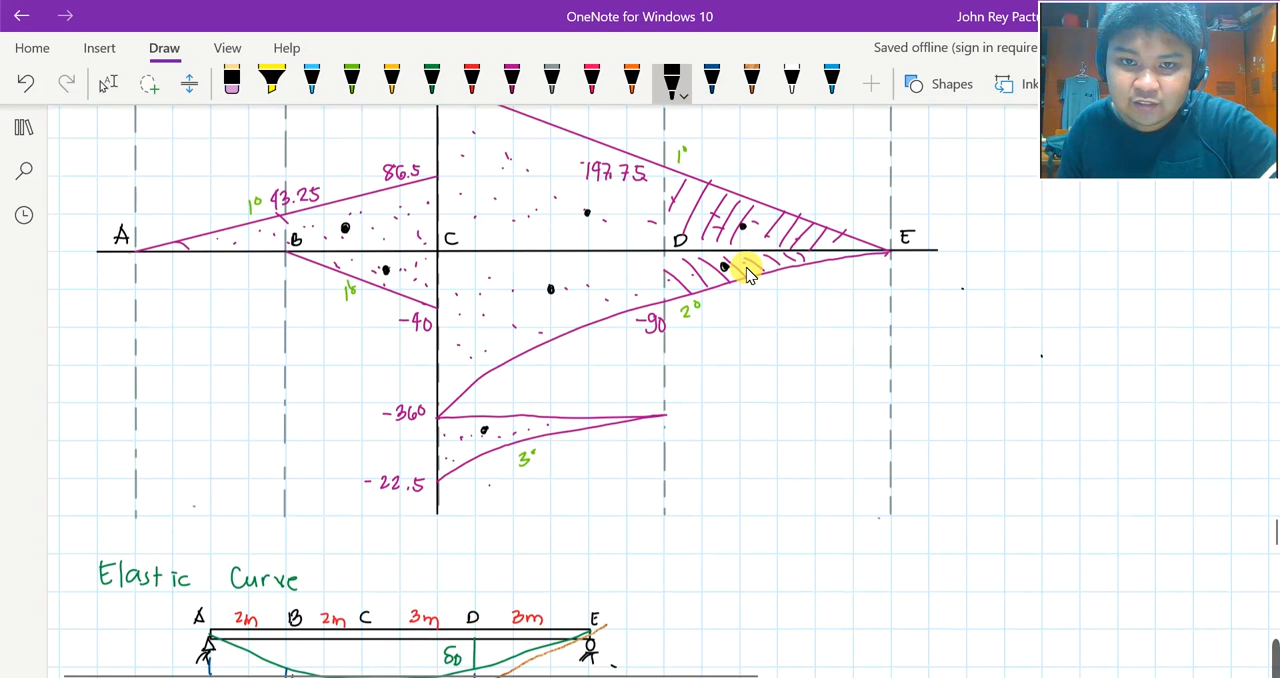 OneNote for Windows 10
John Rey Pactu
Home Insert Draw View Help
Saved offline (sign in require
Shapes
Ink
1°
86.5
197.75
1° 43.25
A B C D E
1°
-40
-90
2°
-360
3°
-22.5
Elastic Curve
A 2m B 2m C 3m D 3m E
δD